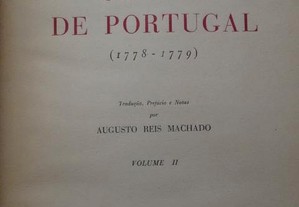 DE PORTUGAL
(1778-1779)
Tradução, Prefácio e Notas
por
AUGUSTO REIS MACHADO
VOLUME II